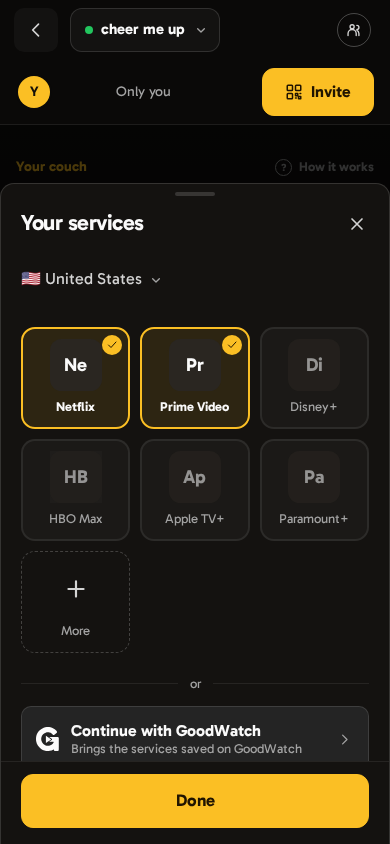 cheer me up
Y
Only you
Invite
Your couch
? How it works
Your services
🇺🇸 United States
Ne
Pr
Di
Netflix
Prime Video
Disney+
HB
Ap
Pa
HBO Max
Apple TV+
Paramount+
More
or
G
Continue with GoodWatch
Brings the services saved on GoodWatch
Done